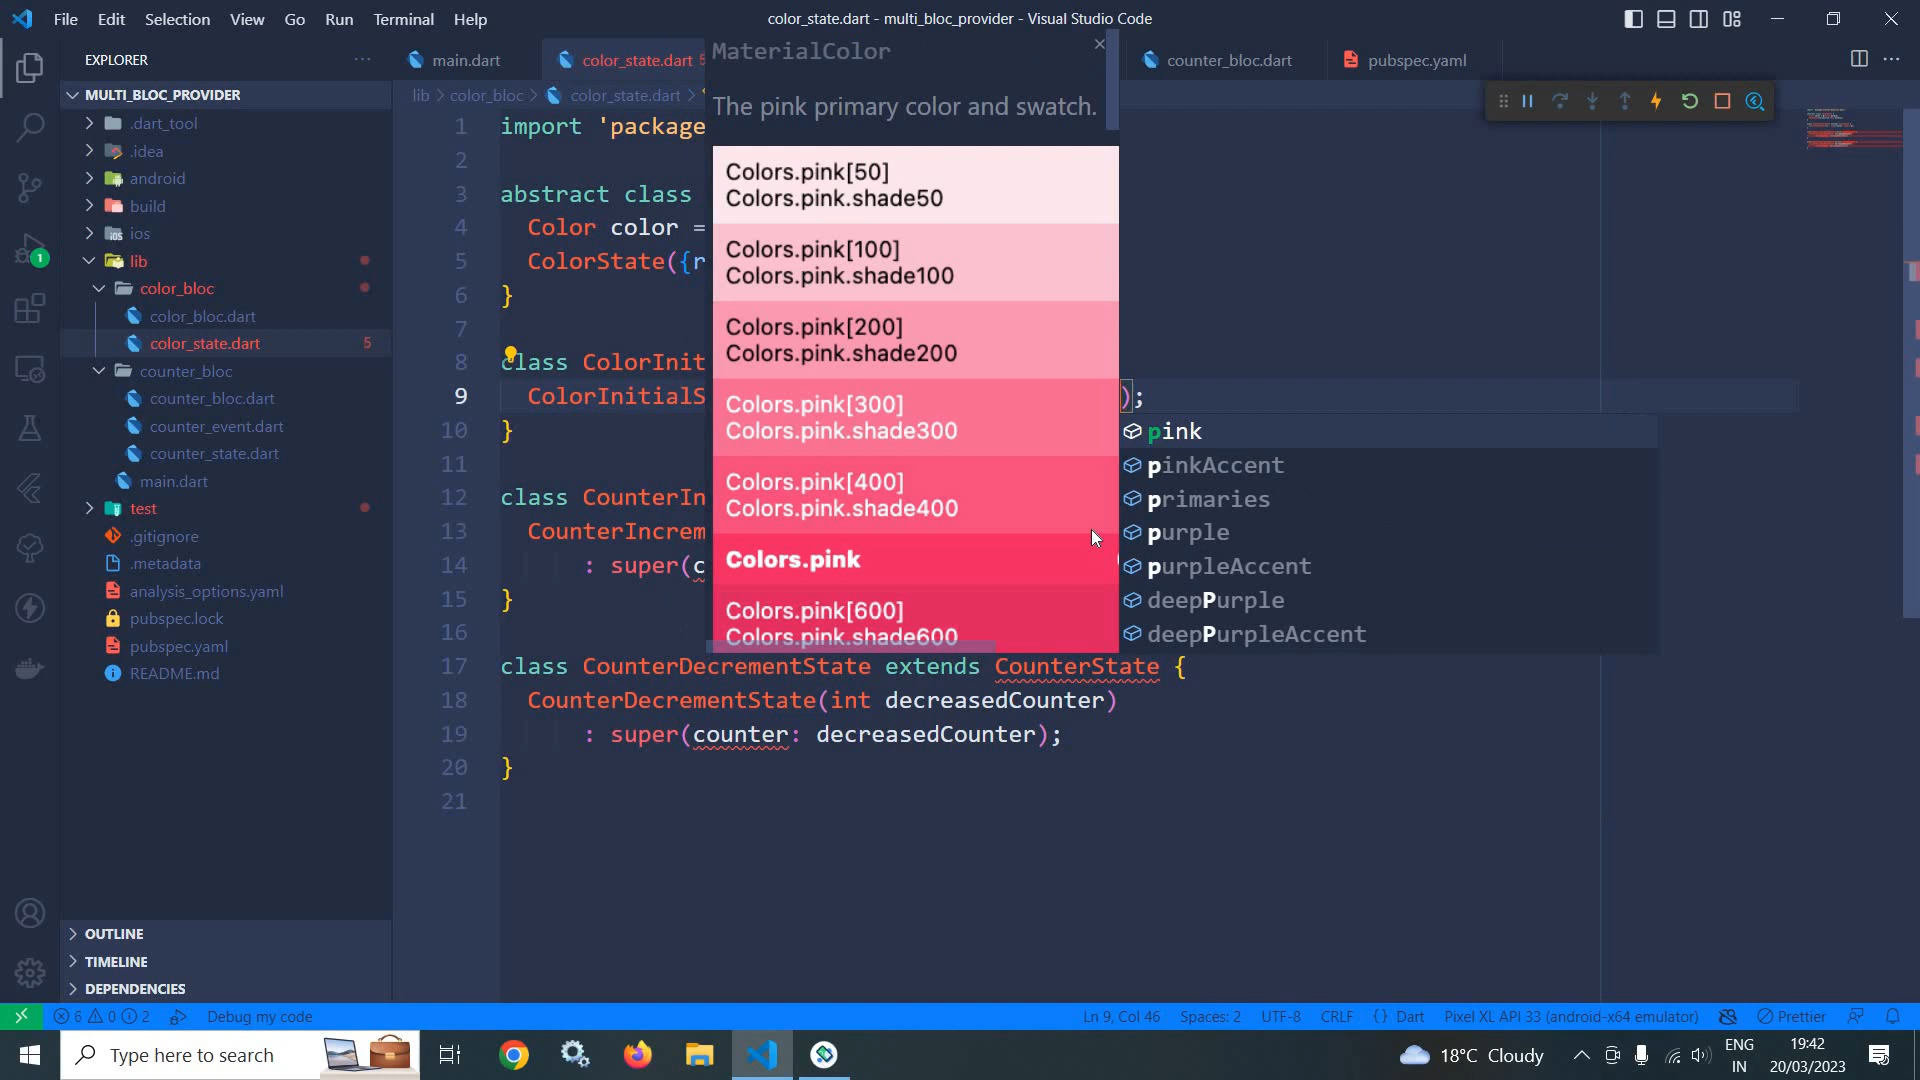 File Edit Selection View Go Run Terminal Help
color_state.dart - multi_bloc_provider - Visual Studio Code
EXPLORER
MULTI_BLOC_PROVIDER
.dart_tool
.idea
android
build
ios
lib
color_bloc
color_bloc.dart
color_state.dart 5
counter_bloc
counter_bloc.dart
counter_event.dart
counter_state.dart
main.dart
test
.gitignore
.metadata
analysis_options.yaml
pubspec.lock
pubspec.yaml
README.md
OUTLINE
TIMELINE
DEPENDENCIES
1
main.dart color_state.dart 5 counter_bloc.dart pubspec.yaml
lib > color_bloc > color_state.dart >
1 import 'package
2
3 abstract class
4 Color color =
5 ColorState({r
6 }
7
8 class ColorInit
9 ColorInitialS );
10 }
11
12 class CounterIn
13 CounterIncrem
14 : super(c
15 }
16
17 class CounterDecrementState extends CounterState {
18 CounterDecrementState(int decreasedCounter)
19 : super(counter: decreasedCounter);
20 }
21
MaterialColor
The pink primary color and swatch.
Colors.pink[50]
Colors.pink.shade50
Colors.pink[100]
Colors.pink.shade100
Colors.pink[200]
Colors.pink.shade200
Colors.pink[300]
Colors.pink.shade300
Colors.pink[400]
Colors.pink.shade400
Colors.pink
Colors.pink[600]
Colors.pink.shade600
pink
pinkAccent
primaries
purple
purpleAccent
deepPurple
deepPurpleAccent
6 0 2 Debug my code
Ln 9, Col 46 Spaces: 2 UTF-8 CRLF {} Dart Pixel XL API 33 (android-x64 emulator) Prettier
Type here to search
18°C Cloudy
ENG
IN
19:42
20/03/2023